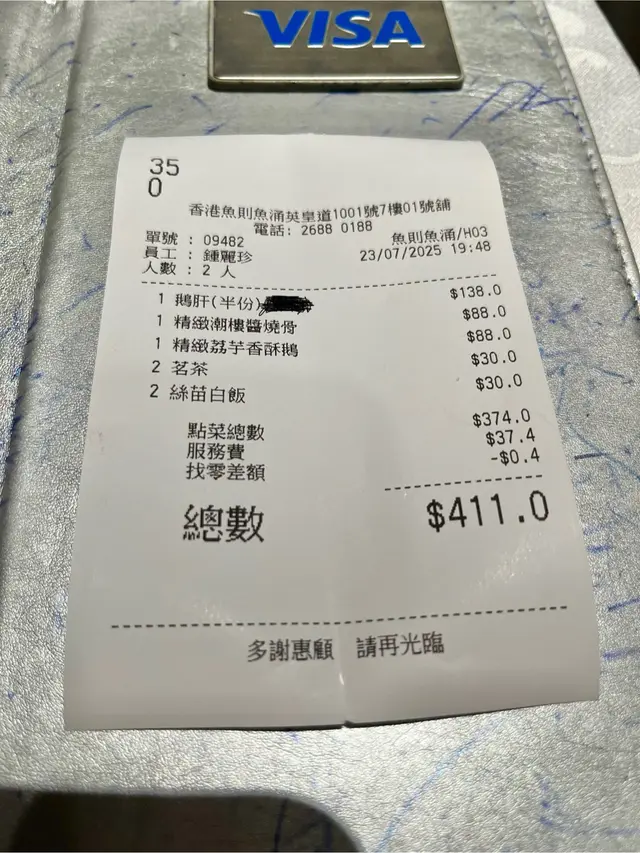 VISA
35
0
香港魚則魚涌英皇道1001號7樓01號舖
電話: 2688 0188
單號 : 09482 魚則魚涌/H03
員工 : 鍾麗珍 23/07/2025 19:48
人數 : 2 人
1 鵝肝(半份) $138.0
1 精緻潮樓醬燒骨 $88.0
1 精緻荔芋香酥鵝 $88.0
2 茗茶 $30.0
2 絲苗白飯 $30.0
點菜總數 $374.0
服務費 $37.4
找零差額 -$0.4
總數 $411.0
多謝惠顧 請再光臨